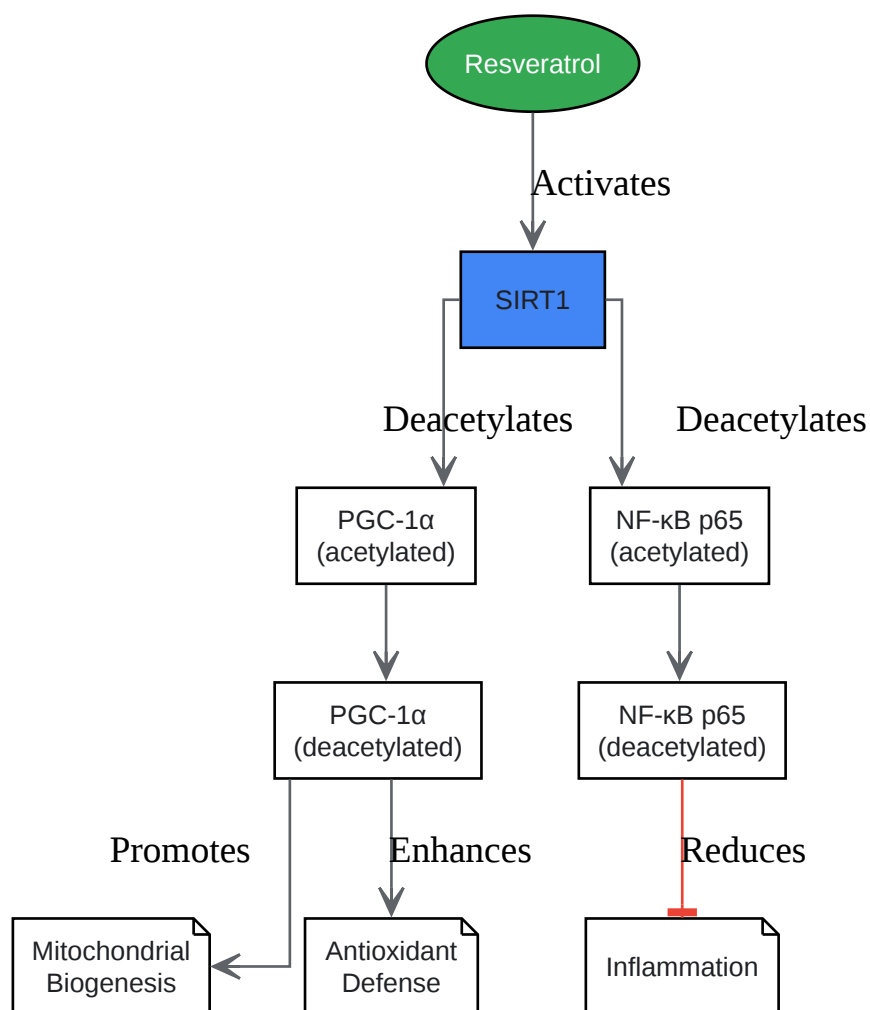 Resveratrol
Activates
SIRT1
Deacetylates
Deacetylates
PGC-1α
(acetylated)
NF-κB p65
(acetylated)
PGC-1α
(deacetylated)
NF-κB p65
(deacetylated)
Promotes
Enhances
Reduces
Mitochondrial
Biogenesis
Antioxidant
Defense
Inflammation